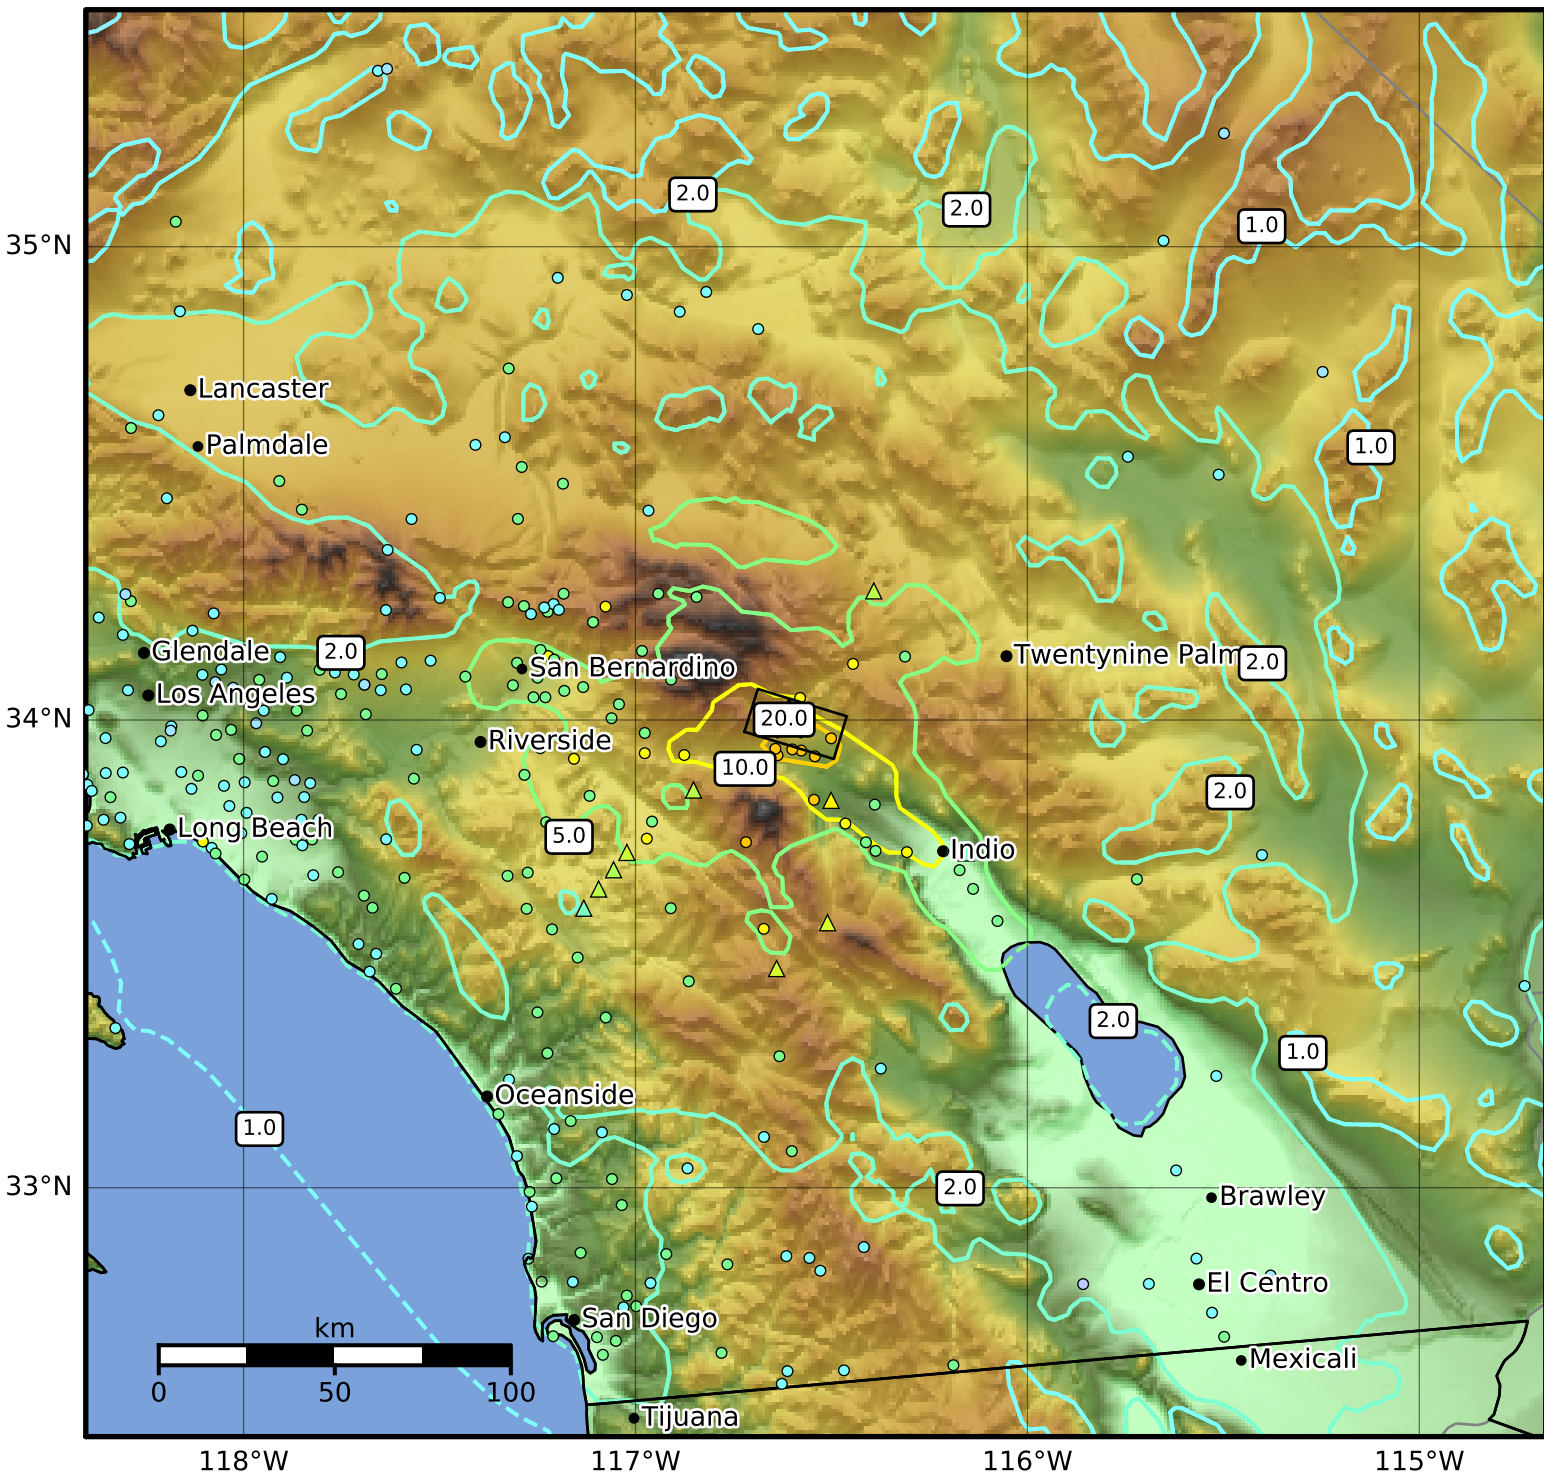 2.0
2.0
1.0
35°N
Lancaster
Palmdale
1.0
Glendale
2.0
San Bernardino
Twentynine Palm
2.0
Los Angeles
34°N
20.0
Riverside
10.0
2.0
Long Beach
5.0
Indio
2.0
1.0
Oceanside
1.0
33°N
2.0
Brawley
El Centro
San Diego
km
Mexicali
0 50 100
Tijuana
118°W 117°W 116°W 115°W